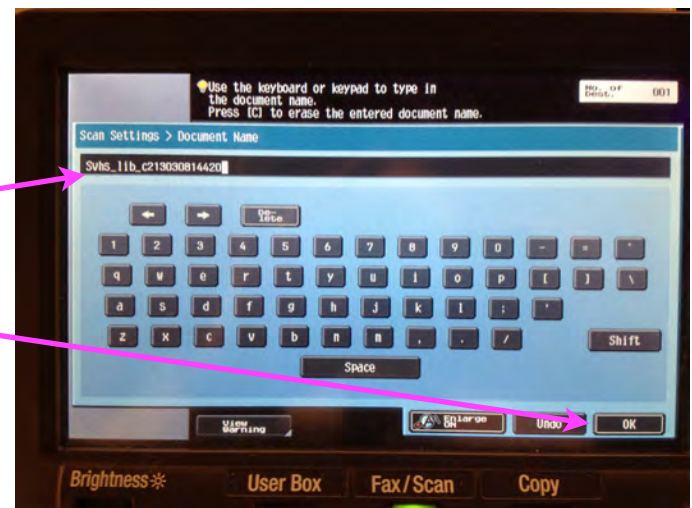 Use the keyboard or keypad to type in
the document name.
Press [C] to erase the entered document name.
No. of
Dest. 001
Scan Settings > Document Name
Svhs_lib_c213030814420
← → De-
lete
1 2 3 4 5 6 7 8 9 0 - = `
q w e r t y u i o p [ ] \
a s d f g h j k l ; '
z x c v b n m , . / Shift
Space
View
Warning
Enlarge
ON
Undo OK
Brightness User Box Fax/Scan Copy